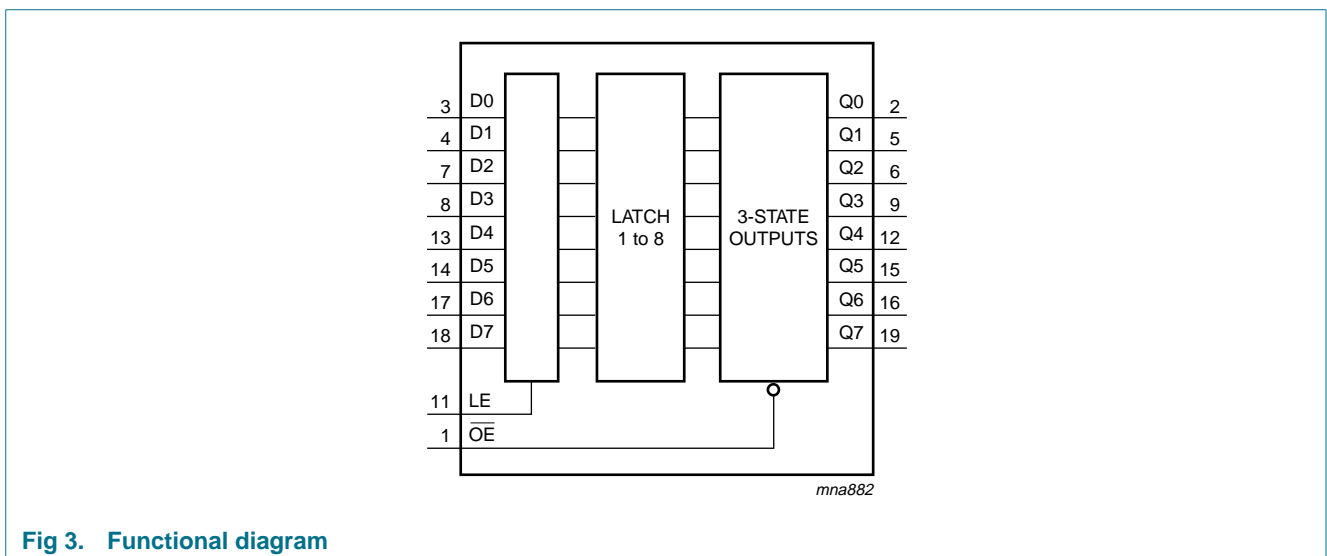 3 D0 Q0 2
4 D1 Q1 5
7 D2 Q2 6
8 D3 Q3 9
LATCH 3-STATE
1 to 8 OUTPUTS
13 D4 Q4 12
14 D5 Q5 15
17 D6 Q6 16
18 D7 Q7 19
11 LE
1 O̅E̅
mna882
Fig 3. Functional diagram